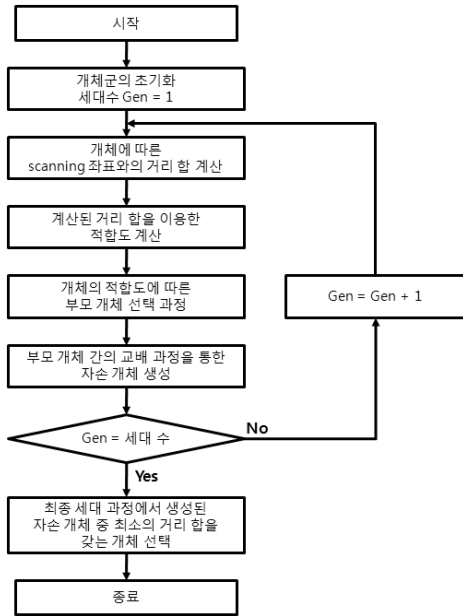 시작
개체군의 초기화
세대수 Gen = 1
개체에 따른
scanning 좌표와의 거리 합 계산
계산된 거리 합을 이용한
적합도 계산
개체의 적합도에 따른
부모 개체 선택 과정
Gen = Gen + 1
부모 개체 간의 교배 과정을 통한
자손 개체 생성
Gen = 세대 수
No
Yes
최종 세대 과정에서 생성된
자손 개체 중 최소의 거리 합을
갖는 개체 선택
종료